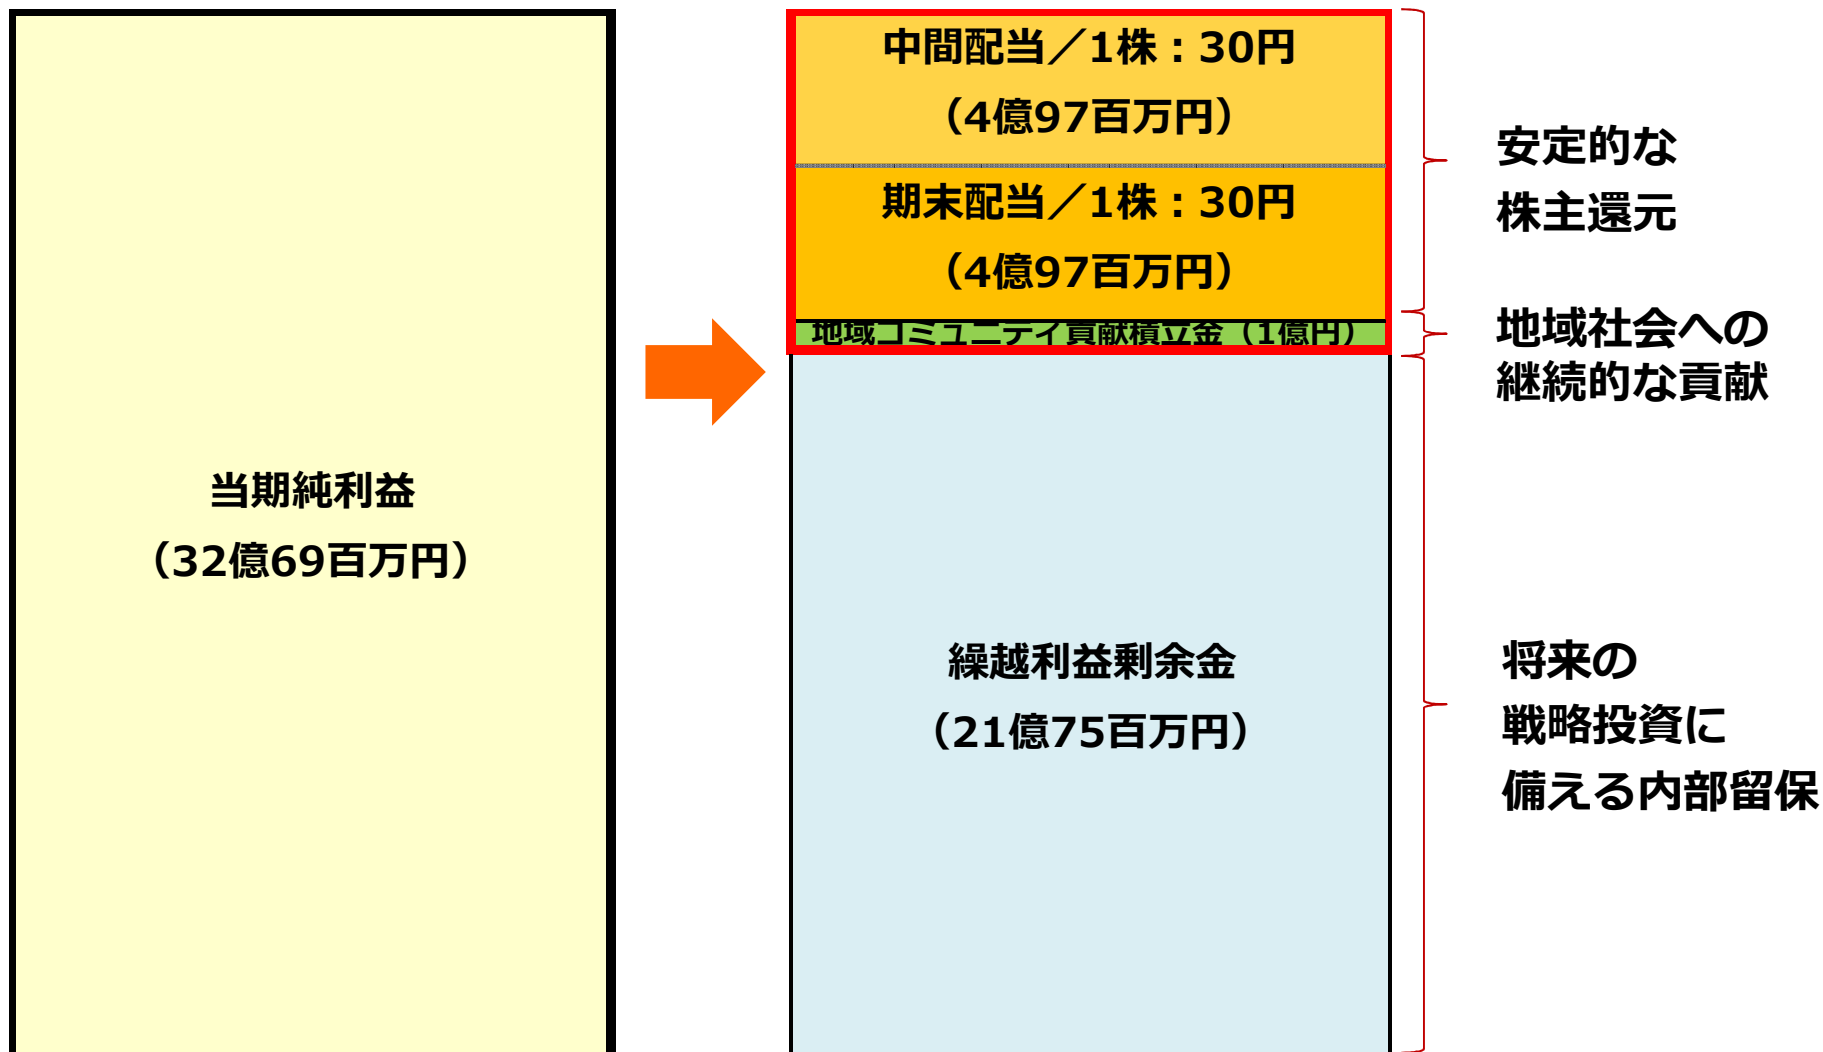 当期純利益
（32億69百万円）
中間配当／1株：30円
（4億97百万円）
期末配当／1株：30円
（4億97百万円）
地域コミュニティ貢献積立金（1億円）
繰越利益剰余金
（21億75百万円）
安定的な
株主還元
地域社会への
継続的な貢献
将来の
戦略投資に
備える内部留保